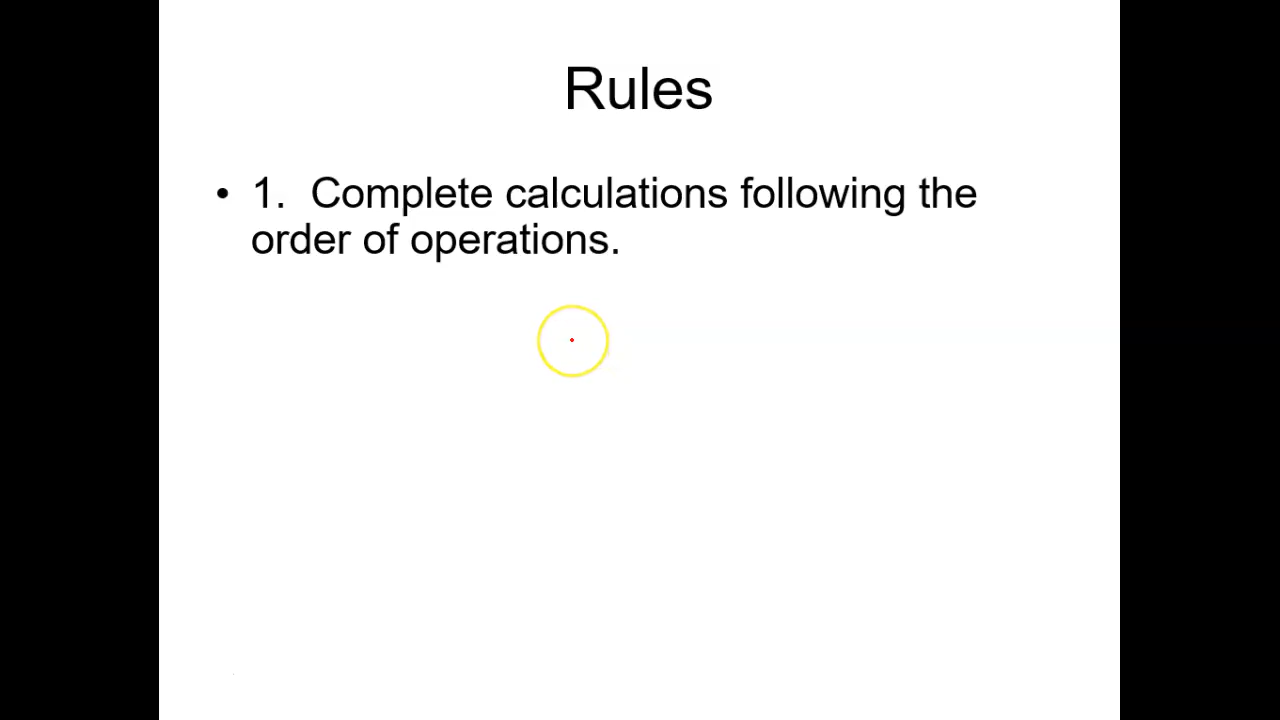 Rules
• 1.  Complete calculations following the
order of operations.